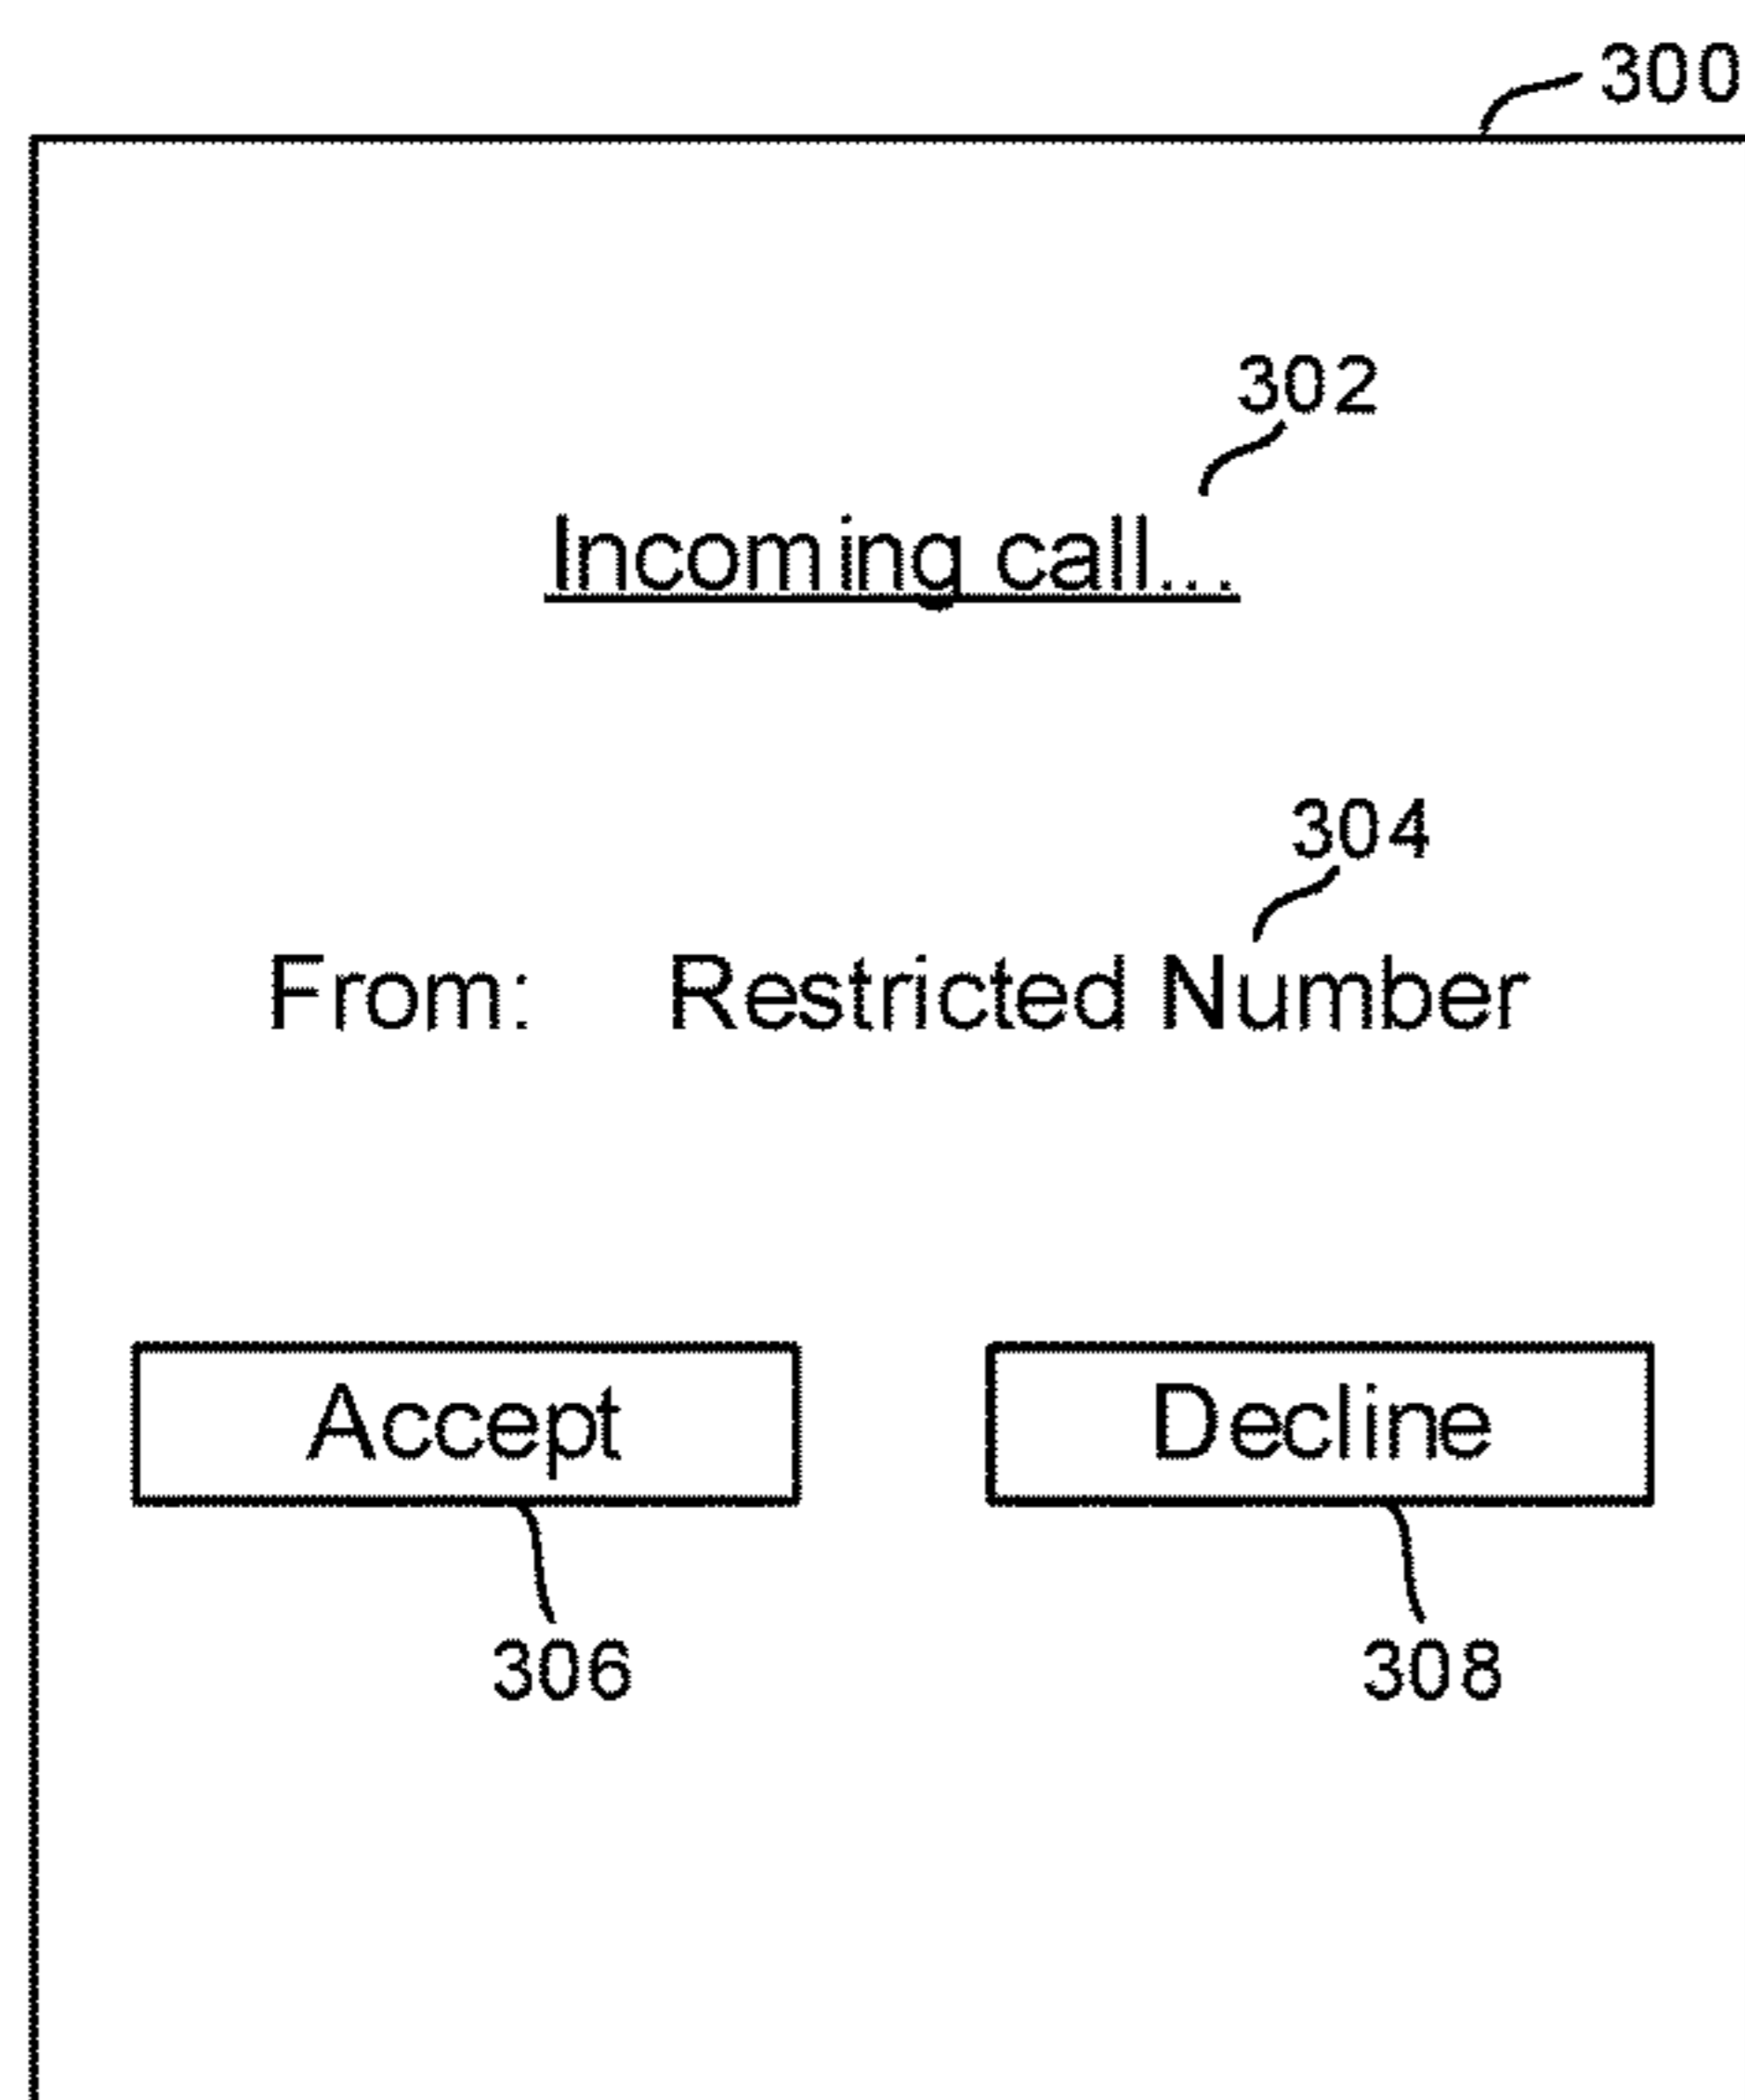 300
302
Incoming call...
304
From: Restricted Number
Accept Decline
306 308